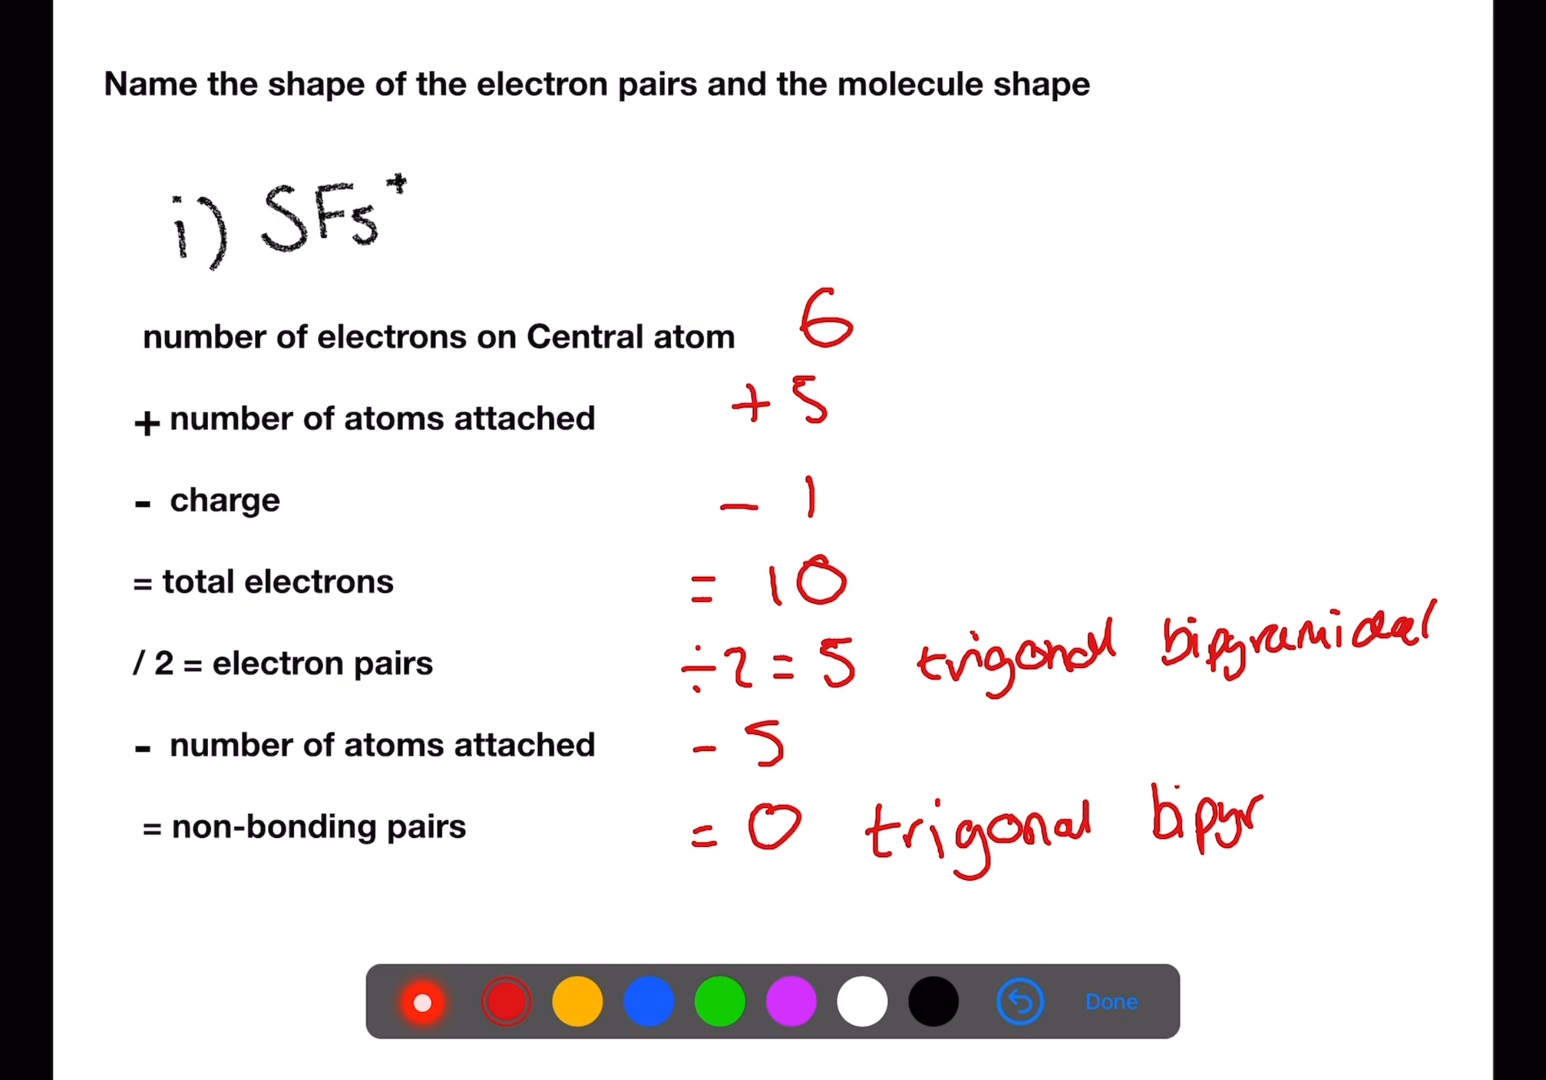 Name the shape of the electron pairs and the molecule shape
i) SF5+
number of electrons on Central atom 6
+ number of atoms attached + 5
- charge - 1
= total electrons = 10
/ 2 = electron pairs ÷2 = 5 trigonal bipyramidal
- number of atoms attached - 5
= non-bonding pairs = 0 trigonal bipyr
Done